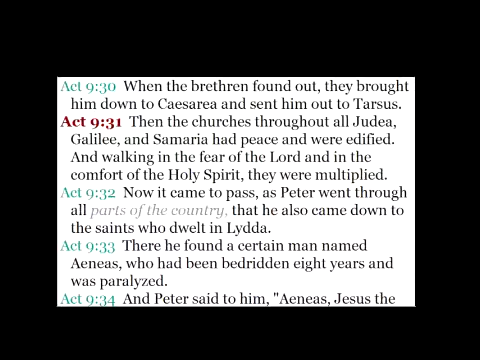 Act 9:30 When the brethren found out, they brought
him down to Caesarea and sent him out to Tarsus.
Act 9:31 Then the churches throughout all Judea,
Galilee, and Samaria had peace and were edified.
And walking in the fear of the Lord and in the
comfort of the Holy Spirit, they were multiplied.
Act 9:32 Now it came to pass, as Peter went through
all parts of the country, that he also came down to
the saints who dwelt in Lydda.
Act 9:33 There he found a certain man named
Aeneas, who had been bedridden eight years and
was paralyzed.
Act 9:34 And Peter said to him, "Aeneas, Jesus the